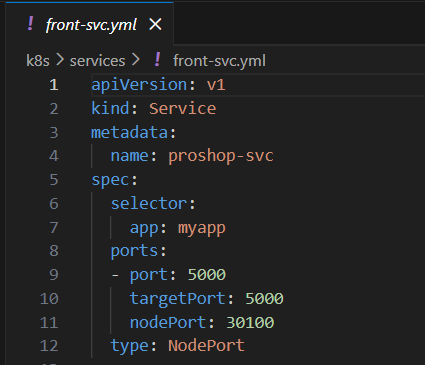 ! front-svc.yml ×
k8s > services > ! front-svc.yml
1 apiVersion: v1
2 kind: Service
3 metadata:
4   name: proshop-svc
5 spec:
6   selector:
7     app: myapp
8   ports:
9   - port: 5000
10     targetPort: 5000
11     nodePort: 30100
12   type: NodePort